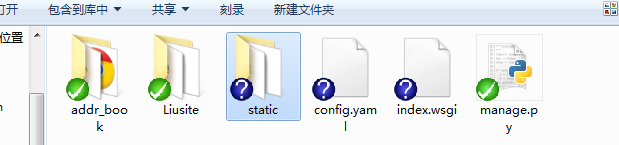 打开 包含到库中 共享 刻录 新建文件夹
位置
addr_boo
k
Liusite
static
config.yam
l
index.wsgi
manage.p
y